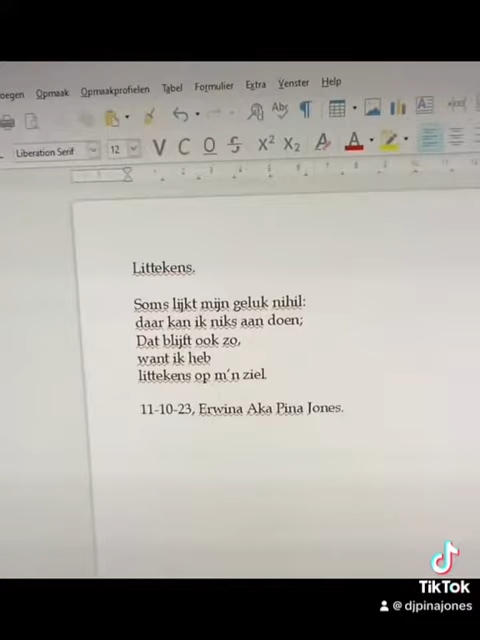 Opmaak Opmaakprofielen Tabel Formulier Extra Venster Help
Liberation Serif 12 V C O S X² X₂ A A
Littekens.
Soms lijkt mijn geluk nihil:
daar kan ik niks aan doen;
Dat blijft ook zo,
want ik heb
littekens op m'n ziel.
11-10-23, Erwina Aka Pina Jones.
TikTok
@djpinajones